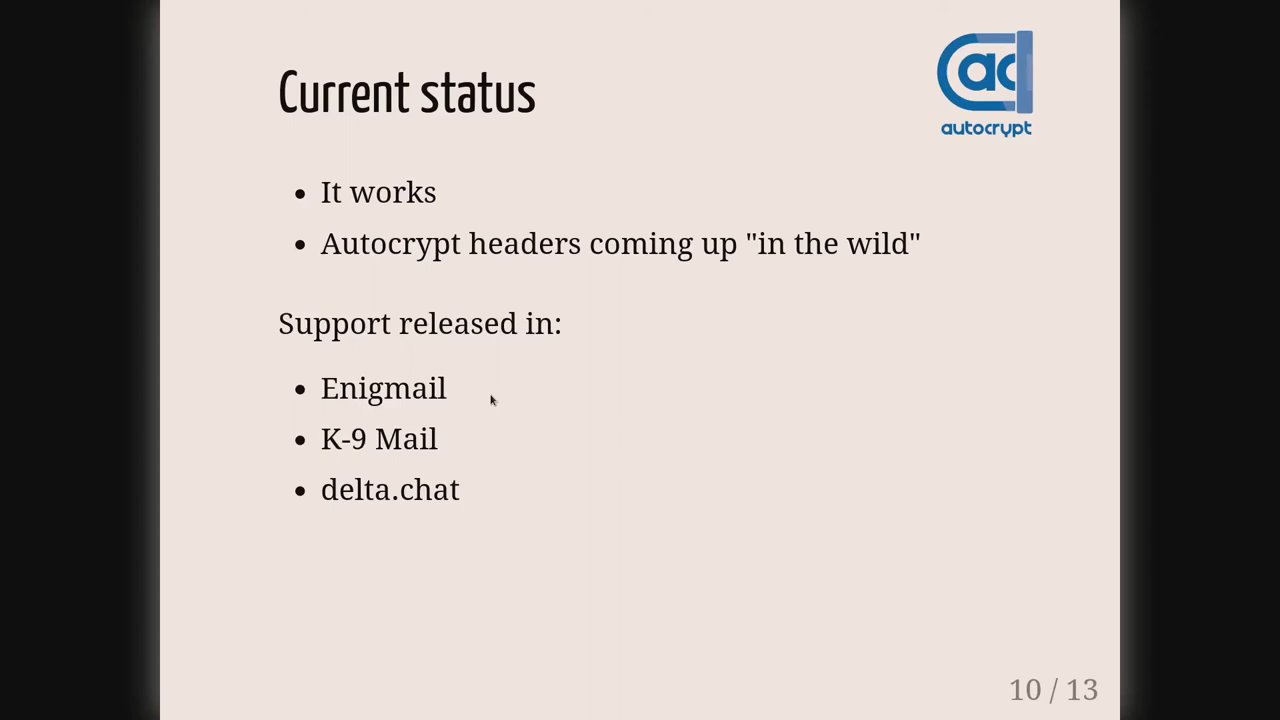 Current status
ac
autocrypt
It works
Autocrypt headers coming up "in the wild"
Support released in:
Enigmail
K-9 Mail
delta.chat
10 / 13